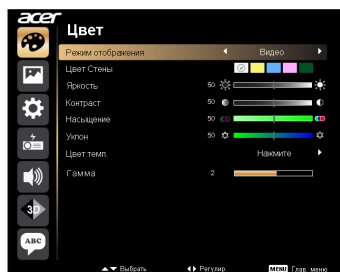 acer
Цвет
Режим отображения Видео
Цвет Стены
Яркость 50
Контраст 50
Насыщение 50
Уклон 50
Цвет.темп. Нажмите
Гамма 2
3D
ABC
Выбрать Регулир. MENU Глав. меню